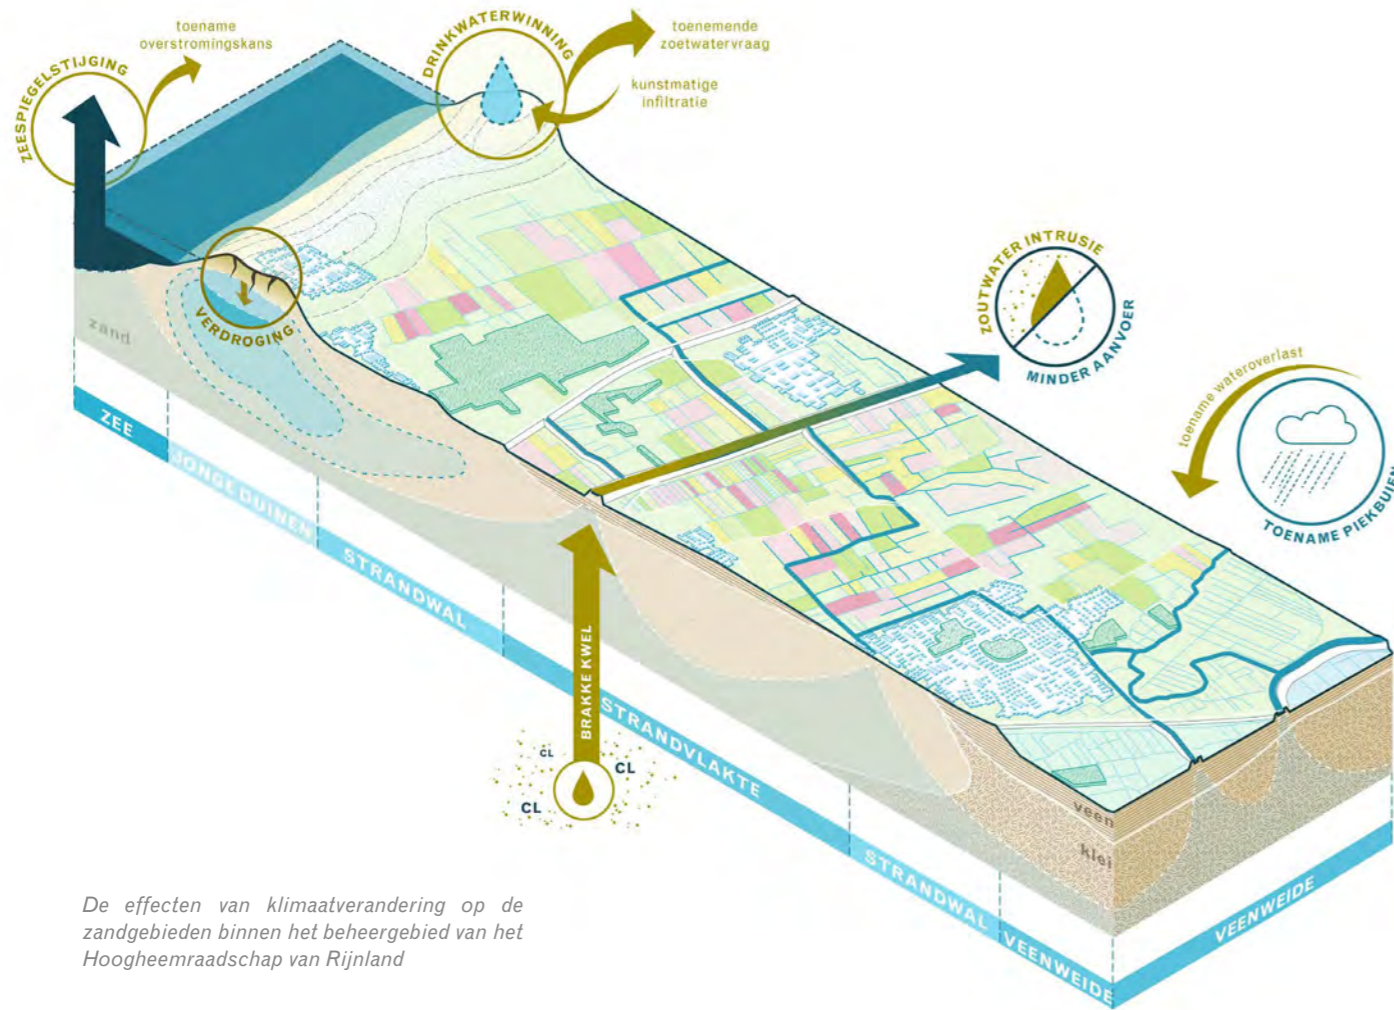 toename
overstromingskans
ZEESPIEGELSTIJGING
DRINKWATERWINNING
toenemende
zoetwatervraag
kunstmatige
infiltratie
VERDROGING
ZOUTWATER INTRUSIE
MINDER AANVOER
toename wateroverlast
TOENAME PIEKBUIEN
zand
ZEE
JONGE DUINEN
STRANDWAL
BRAKKE KWEL
STRANDVLAKTE
CL
CL
CL
veen
klei
STRANDWAL
VEENWEIDE
VEENWEIDE
De effecten van klimaatverandering op de
zandgebieden binnen het beheergebied van het
Hoogheemraadschap van Rijnland